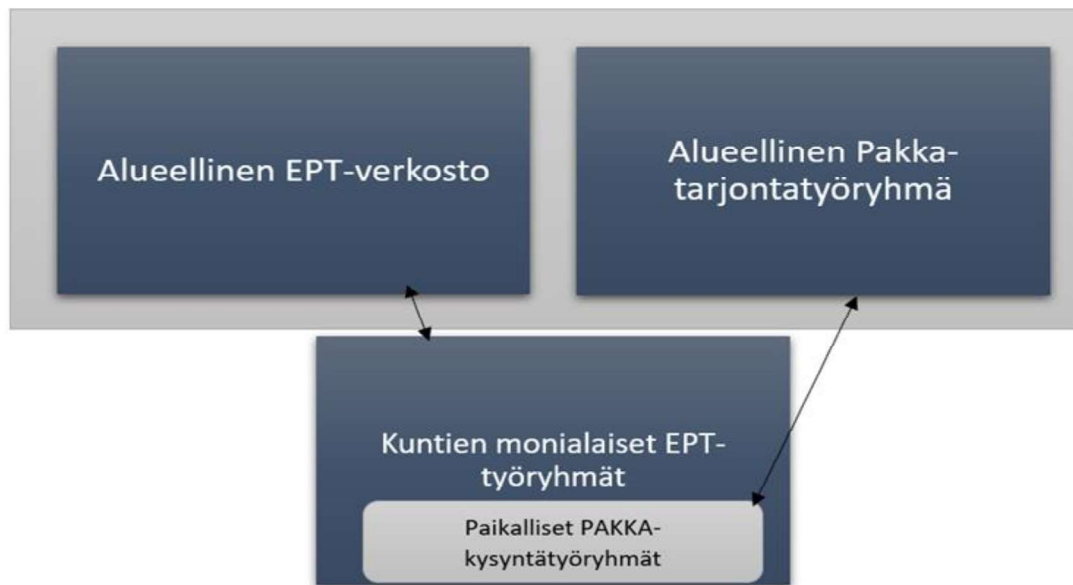 Alueellinen EPT-verkosto
Alueellinen Pakka-
tarjontatyöryhmä
Kuntien monialaiset EPT-
työryhmät
Paikalliset PAKKA-
kysyntätyöryhmät